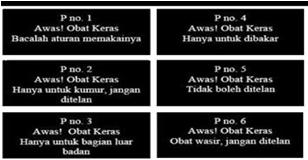 P no. 1
Awas! Obat Keras
Bacalah aturan memakainya
P no. 2
Awas! Obat Keras
Hanya untuk kumur, jangan
ditelan
P no. 3
Awas! Obat Keras
Hanya untuk bagian luar
badan
P no. 4
Awas! Obat Keras
Hanya untuk dibakar
P no. 5
Awas! Obat Keras
Tidak boleh ditelan
P no. 6
Awas! Obat Keras
Obat wasir, jangan ditelan